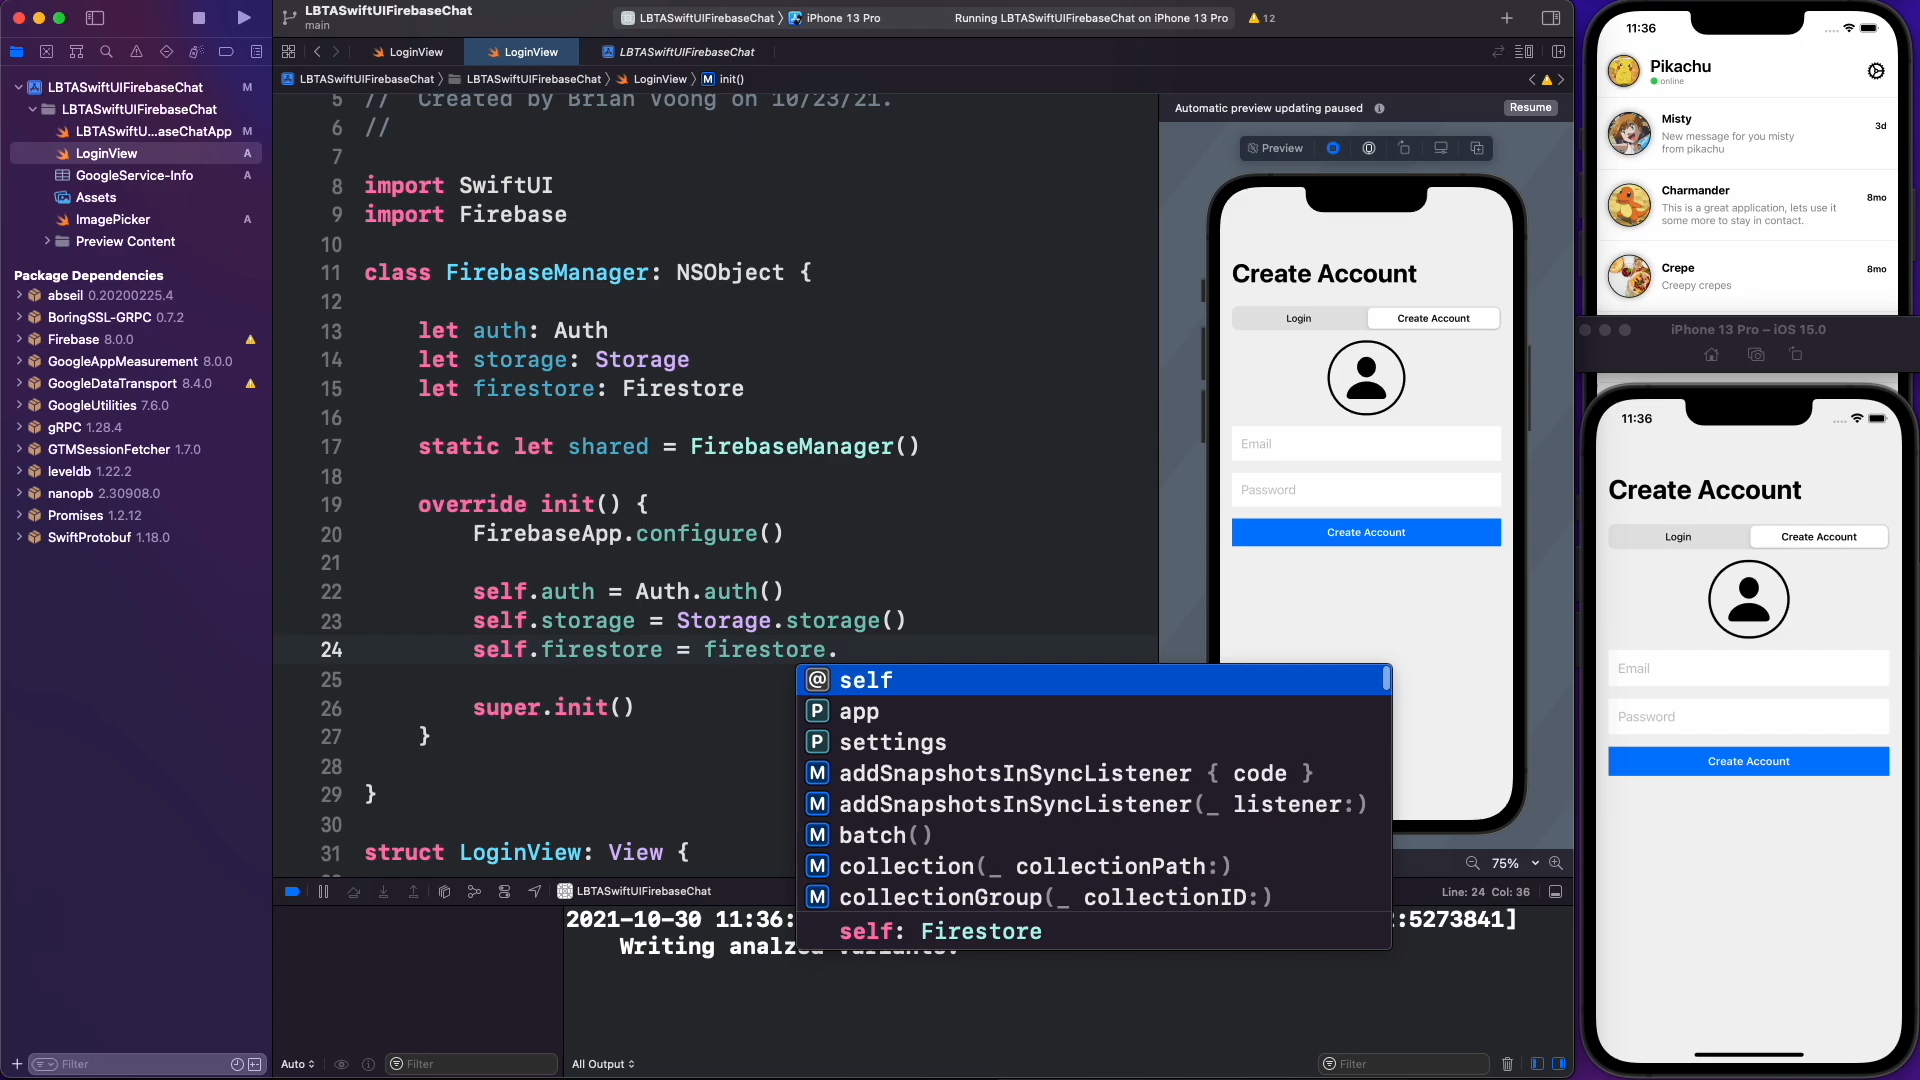 LBTASwiftUIFirebaseChat
main
LBTASwiftUIFirebaseChat
iPhone 13 Pro
Running LBTASwiftUIFirebaseChat on iPhone 13 Pro
12
LoginView
LoginView
LBTASwiftUIFirebaseChat
LBTASwiftUIFirebaseChat
LBTASwiftUIFirebaseChat
LoginView
M init()
LBTASwiftUIFirebaseChat M
LBTASwiftUIFirebaseChat
LBTASwiftU...aseChatApp M
LoginView A
GoogleService-Info A
Assets
ImagePicker A
Preview Content
Package Dependencies
abseil 0.20200225.4
BoringSSL-GRPC 0.7.2
Firebase 8.0.0
GoogleAppMeasurement 8.0.0
GoogleDataTransport 8.4.0
GoogleUtilities 7.6.0
gRPC 1.28.4
GTMSessionFetcher 1.7.0
leveldb 1.22.2
nanopb 2.30908.0
Promises 1.2.12
SwiftProtobuf 1.18.0
Filter
5 // Created by Brian Voong on 10/23/21.
6 //
7
8 import SwiftUI
9 import Firebase
10
11 class FirebaseManager: NSObject {
12
13 let auth: Auth
14 let storage: Storage
15 let firestore: Firestore
16
17 static let shared = FirebaseManager()
18
19 override init() {
20 FirebaseApp.configure()
21
22 self.auth = Auth.auth()
23 self.storage = Storage.storage()
24 self.firestore = firestore.
25
26 super.init()
27 }
28
29 }
30
31 struct LoginView: View {
@ self
P app
P settings
M addSnapshotsInSyncListener { code }
M addSnapshotsInSyncListener(_ listener:)
M batch()
M collection(_ collectionPath:)
M collectionGroup(_ collectionID:)
self: Firestore
LBTASwiftUIFirebaseChat
Line: 24 Col: 36
2021-10-30 11:36: :5273841]
Writing analzed variants.
Auto
Filter
All Output
Filter
Automatic preview updating paused
Resume
Preview
Create Account
Login
Create Account
Email
Password
Create Account
75%
11:36
Pikachu
online
Misty
3d
New message for you misty
from pikachu
Charmander
8mo
This is a great application, lets use it
some more to stay in contact.
Crepe
8mo
Creepy crepes
iPhone 13 Pro – iOS 15.0
11:36
Create Account
Login
Create Account
Email
Password
Create Account